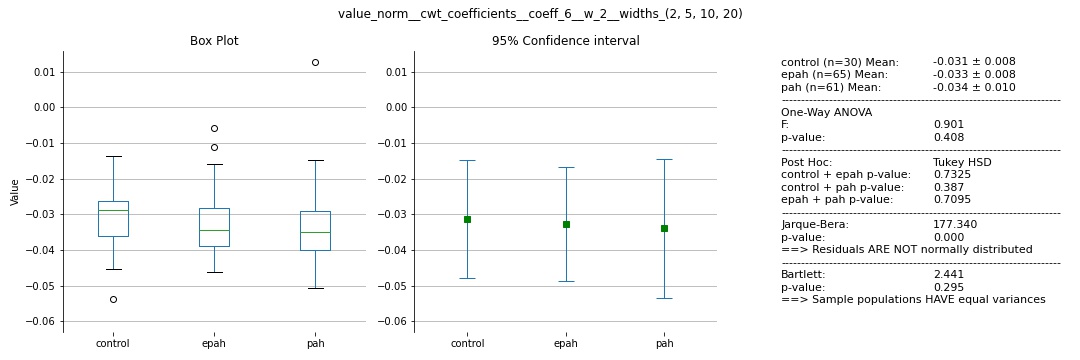 value_norm__cwt_coefficients__coeff_6__w_2__widths_(2, 5, 10, 20)
Box Plot
0.01
0.00
−0.01
−0.02
−0.03
−0.04
−0.05
−0.06
Value
control epah pah
95% Confidence interval
0.01
0.00
−0.01
−0.02
−0.03
−0.04
−0.05
−0.06
control epah pah
control (n=30) Mean: -0.031 ± 0.008
epah (n=65) Mean: -0.033 ± 0.008
pah (n=61) Mean: -0.034 ± 0.010
One-Way ANOVA
F: 0.901
p-value: 0.408
Post Hoc: Tukey HSD
control + epah p-value: 0.7325
control + pah p-value: 0.387
epah + pah p-value: 0.7095
Jarque-Bera: 177.340
p-value: 0.000
==> Residuals ARE NOT normally distributed
Bartlett: 2.441
p-value: 0.295
==> Sample populations HAVE equal variances